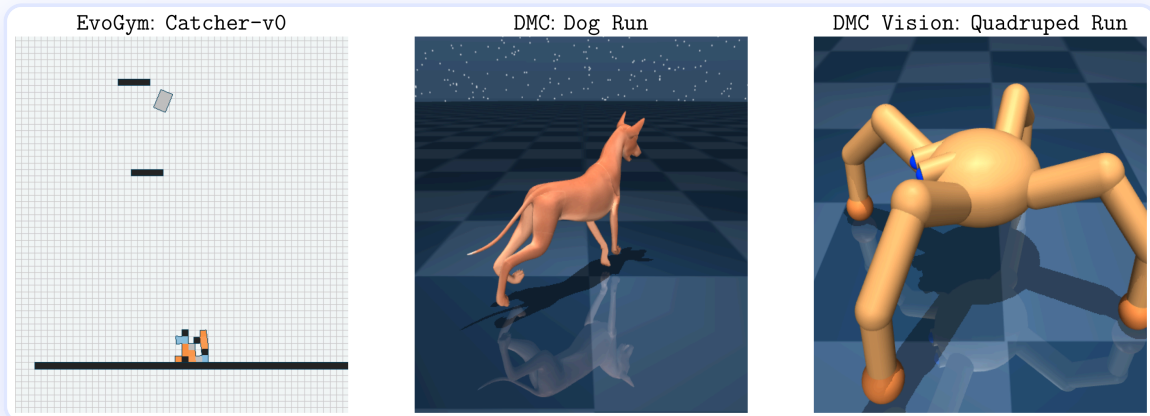 EvoGym: Catcher-v0
DMC: Dog Run
DMC Vision: Quadruped Run